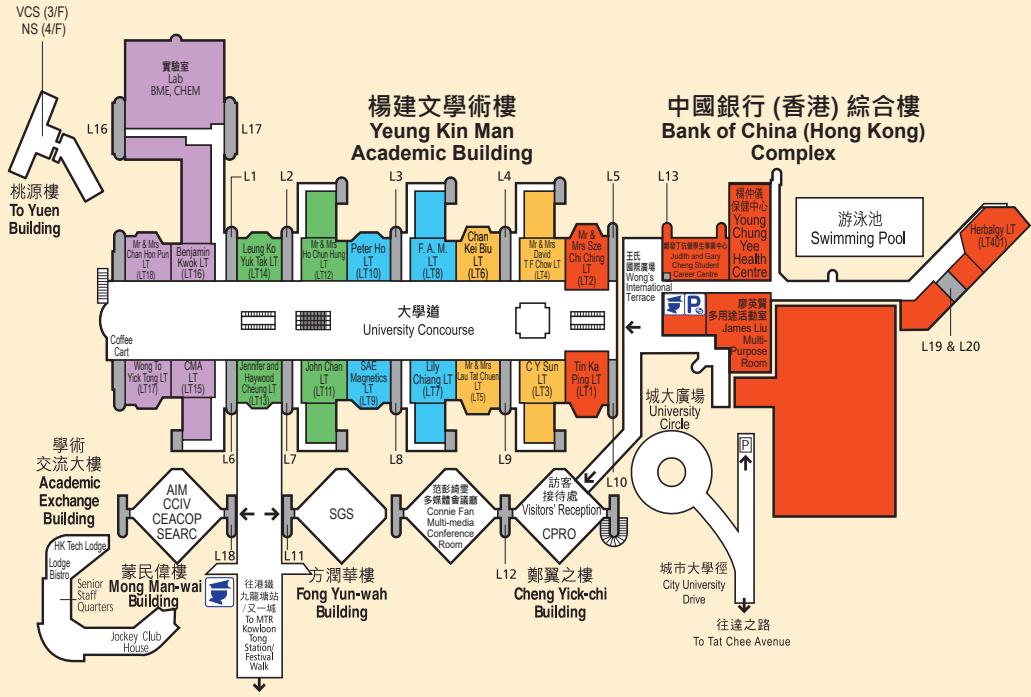 VCS (3/F)
NS (4/F)
實驗室
Lab
BME, CHEM
L16
L17
桃源樓
To Yuen
Building
楊建文學術樓
Yeung Kin Man
Academic Building
中國銀行 (香港) 綜合樓
Bank of China (Hong Kong)
Complex
L1
L2
L3
L4
L5
L13
Mr & Mrs
Chan Hon Pun
LT
(LT18)
Benjamin
Kwok LT
(LT16)
Leung Ko
Yuk Tak LT
(LT14)
Mr & Mrs
Ho Chun Hung
LT
(LT12)
Peter Ho
LT
(LT10)
F. A. M.
LT
(LT8)
Chan
Kei Biu
LT
(LT6)
Mr & Mrs
David
T F Chow LT
(LT4)
Mr &
Mrs Sze
Chi Ching
LT
(LT2)
王氏
國際廣場
Wong's
International
Terrace
鄭翼丁佐儀學生事業中心
Judith and Gary
Cheng Student
Career Centre
楊仲儀
保健中心
Young
Chung
Yee
Health
Centre
游泳池
Swimming Pool
Herbalgy LT
(LT401)
L19 & L20
大學道
University Concourse
P
廖英賢
多用途活動室
James Liu
Multi-
Purpose
Room
Coffee
Cart
Wong To
Yick Tong LT
(LT17)
CMA
LT
(LT15)
Jennifer and
Haywood
Cheung LT
(LT13)
John Chan
LT
(LT11)
SAE
Magnetics
LT
(LT9)
Lily
Chiang LT
(LT7)
Mr & Mrs
Lau Tat Chuen
LT
(LT5)
C Y Sun
LT
(LT3)
Tin Ka
Ping LT
(LT1)
城大廣場
University
Circle
P
L6
L7
L8
L9
L10
學術
交流大樓
Academic
Exchange
Building
AIM
CCIV
CEACOP
SEARC
SGS
范彭綺雯
多媒體會議廳
Connie Fan
Multi-media
Conference
Room
訪客
接待處
Visitors' Reception
CPRO
L18
L11
L12
HK Tech Lodge
Lodge
Bistro
Senior
Staff
Quarters
Jockey Club
House
蒙民偉樓
Mong Man-wai
Building
往港鐵
九龍塘站
/又一城
To MTR
Kowloon
Tong
Station/
Festival
Walk
方潤華樓
Fong Yun-wah
Building
鄭翼之樓
Cheng Yick-chi
Building
城市大學徑
City University
Drive
往達之路
To Tat Chee Avenue